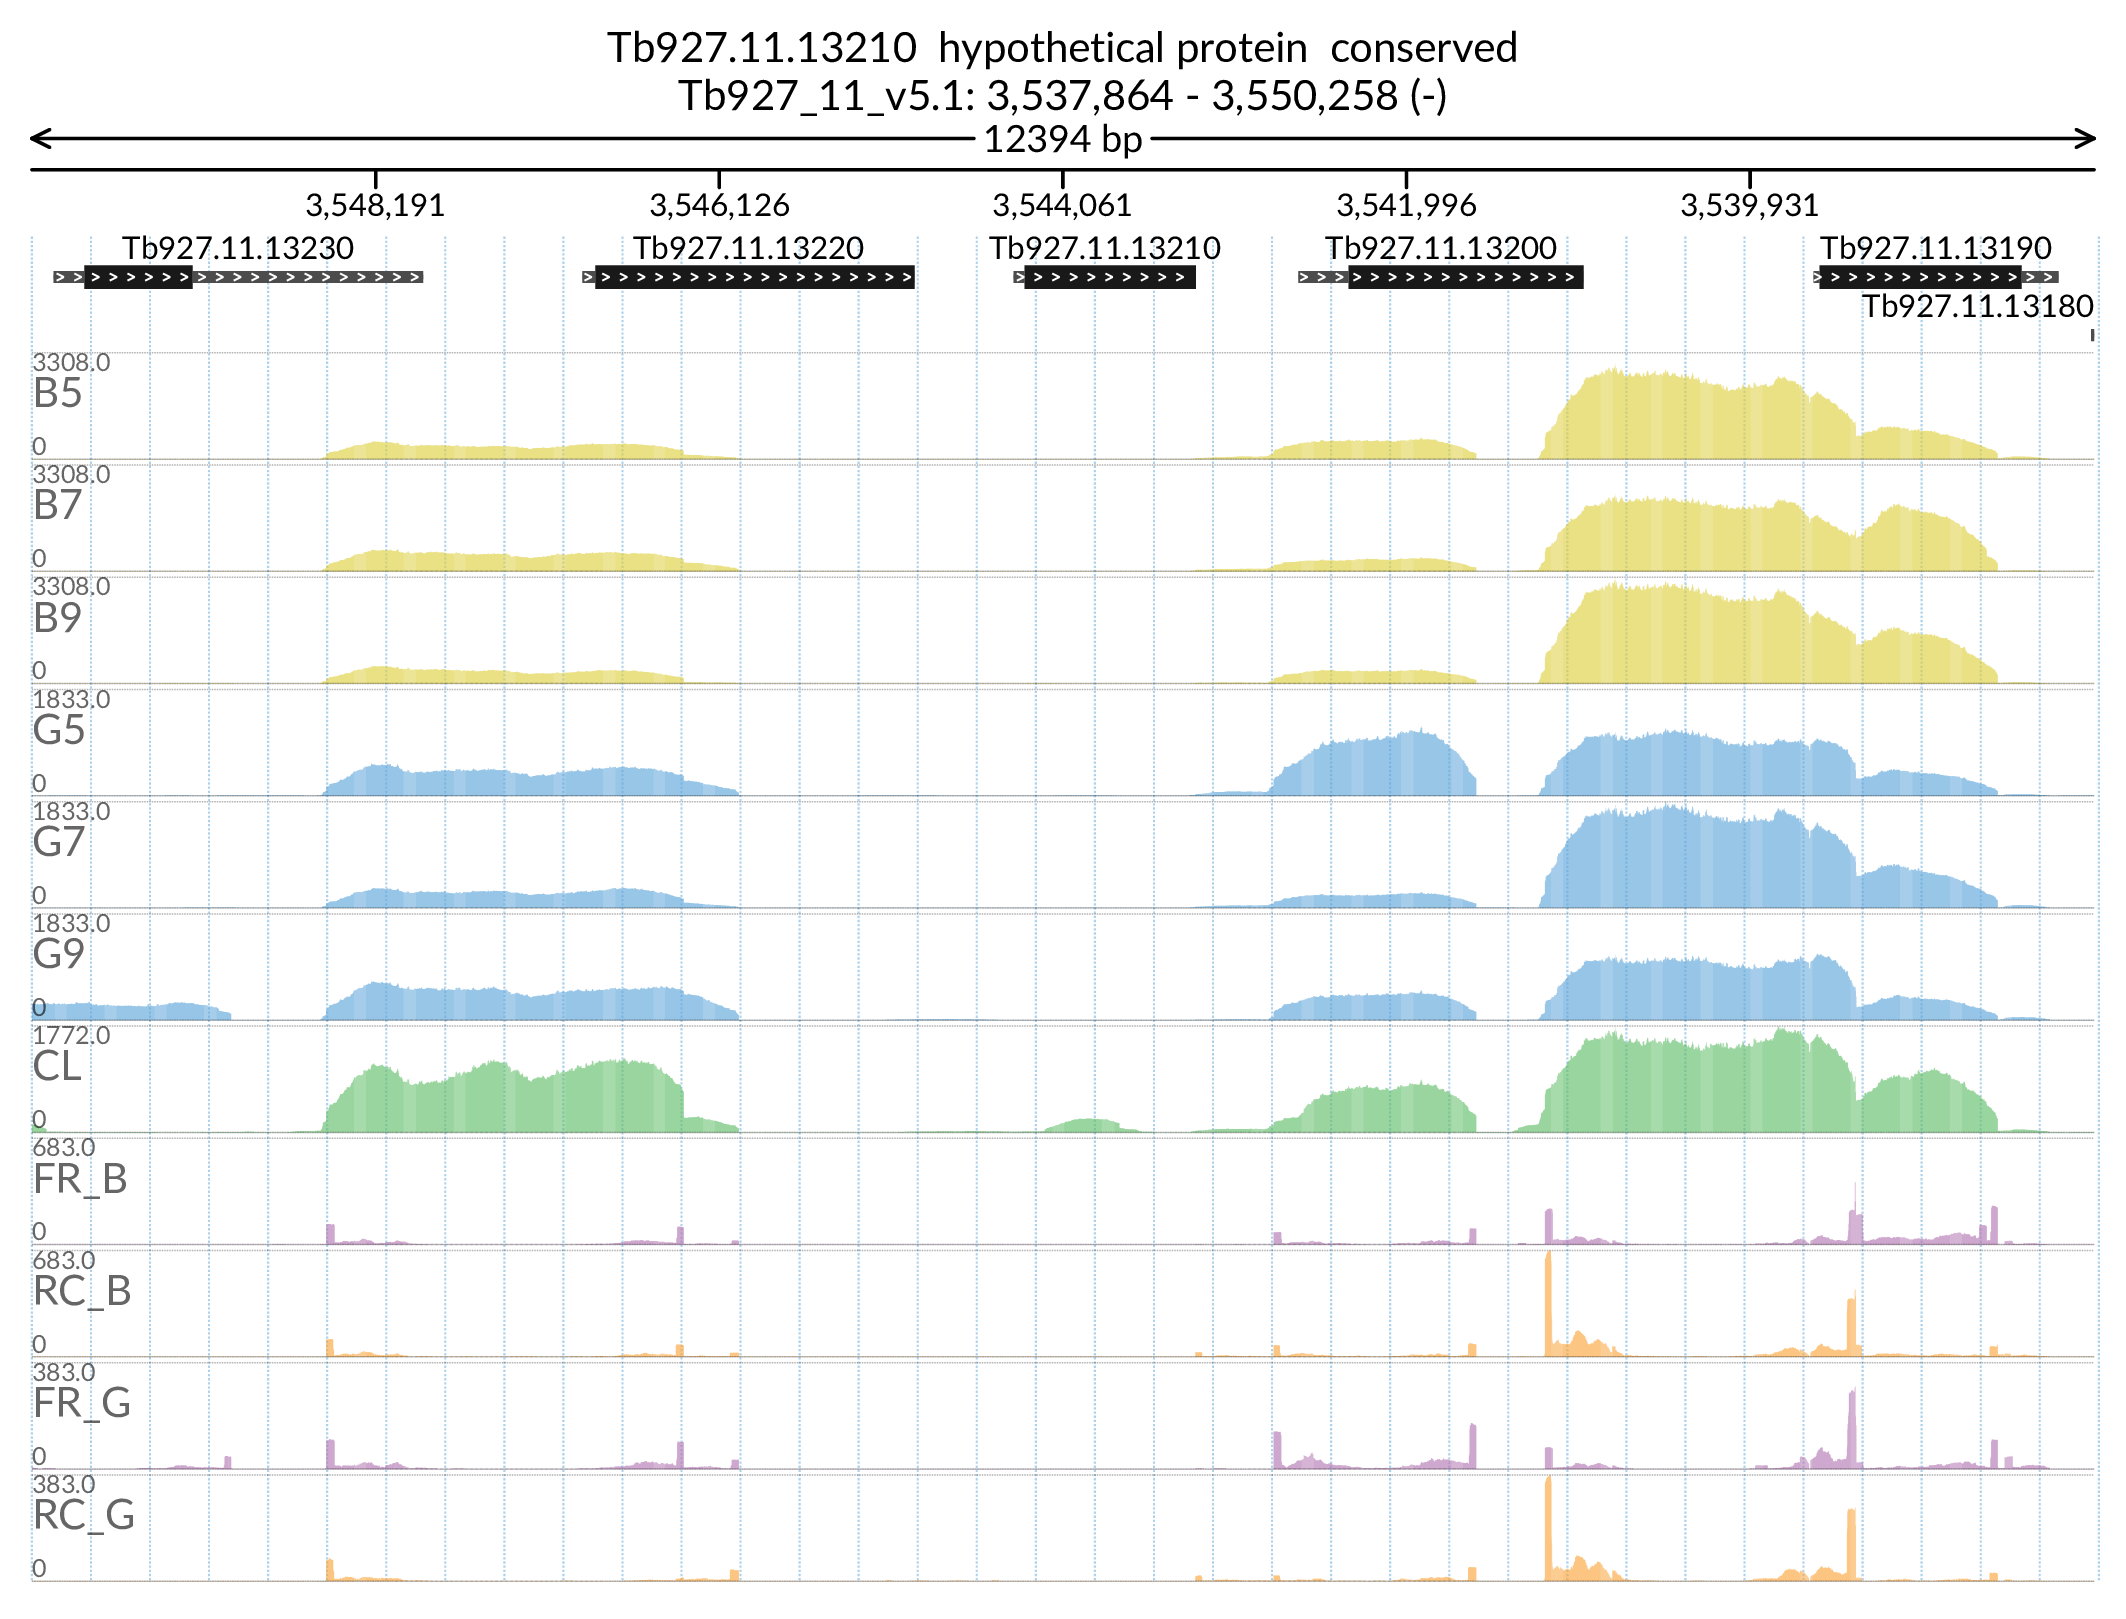 Tb927.11.13210  hypothetical protein  conserved
Tb927_11_v5.1: 3,537,864 - 3,550,258 (-)
12394 bp
3,548,191 3,546,126 3,544,061 3,541,996 3,539,931
Tb927.11.13230 Tb927.11.13220 Tb927.11.13210 Tb927.11.13200 Tb927.11.13190
Tb927.11.13180
3308.0
B5
0
3308.0
B7
0
3308.0
B9
0
1833.0
G5
0
1833.0
G7
0
1833.0
G9
0
1772.0
CL
0
683.0
FR_B
0
683.0
RC_B
0
383.0
FR_G
0
383.0
RC_G
0